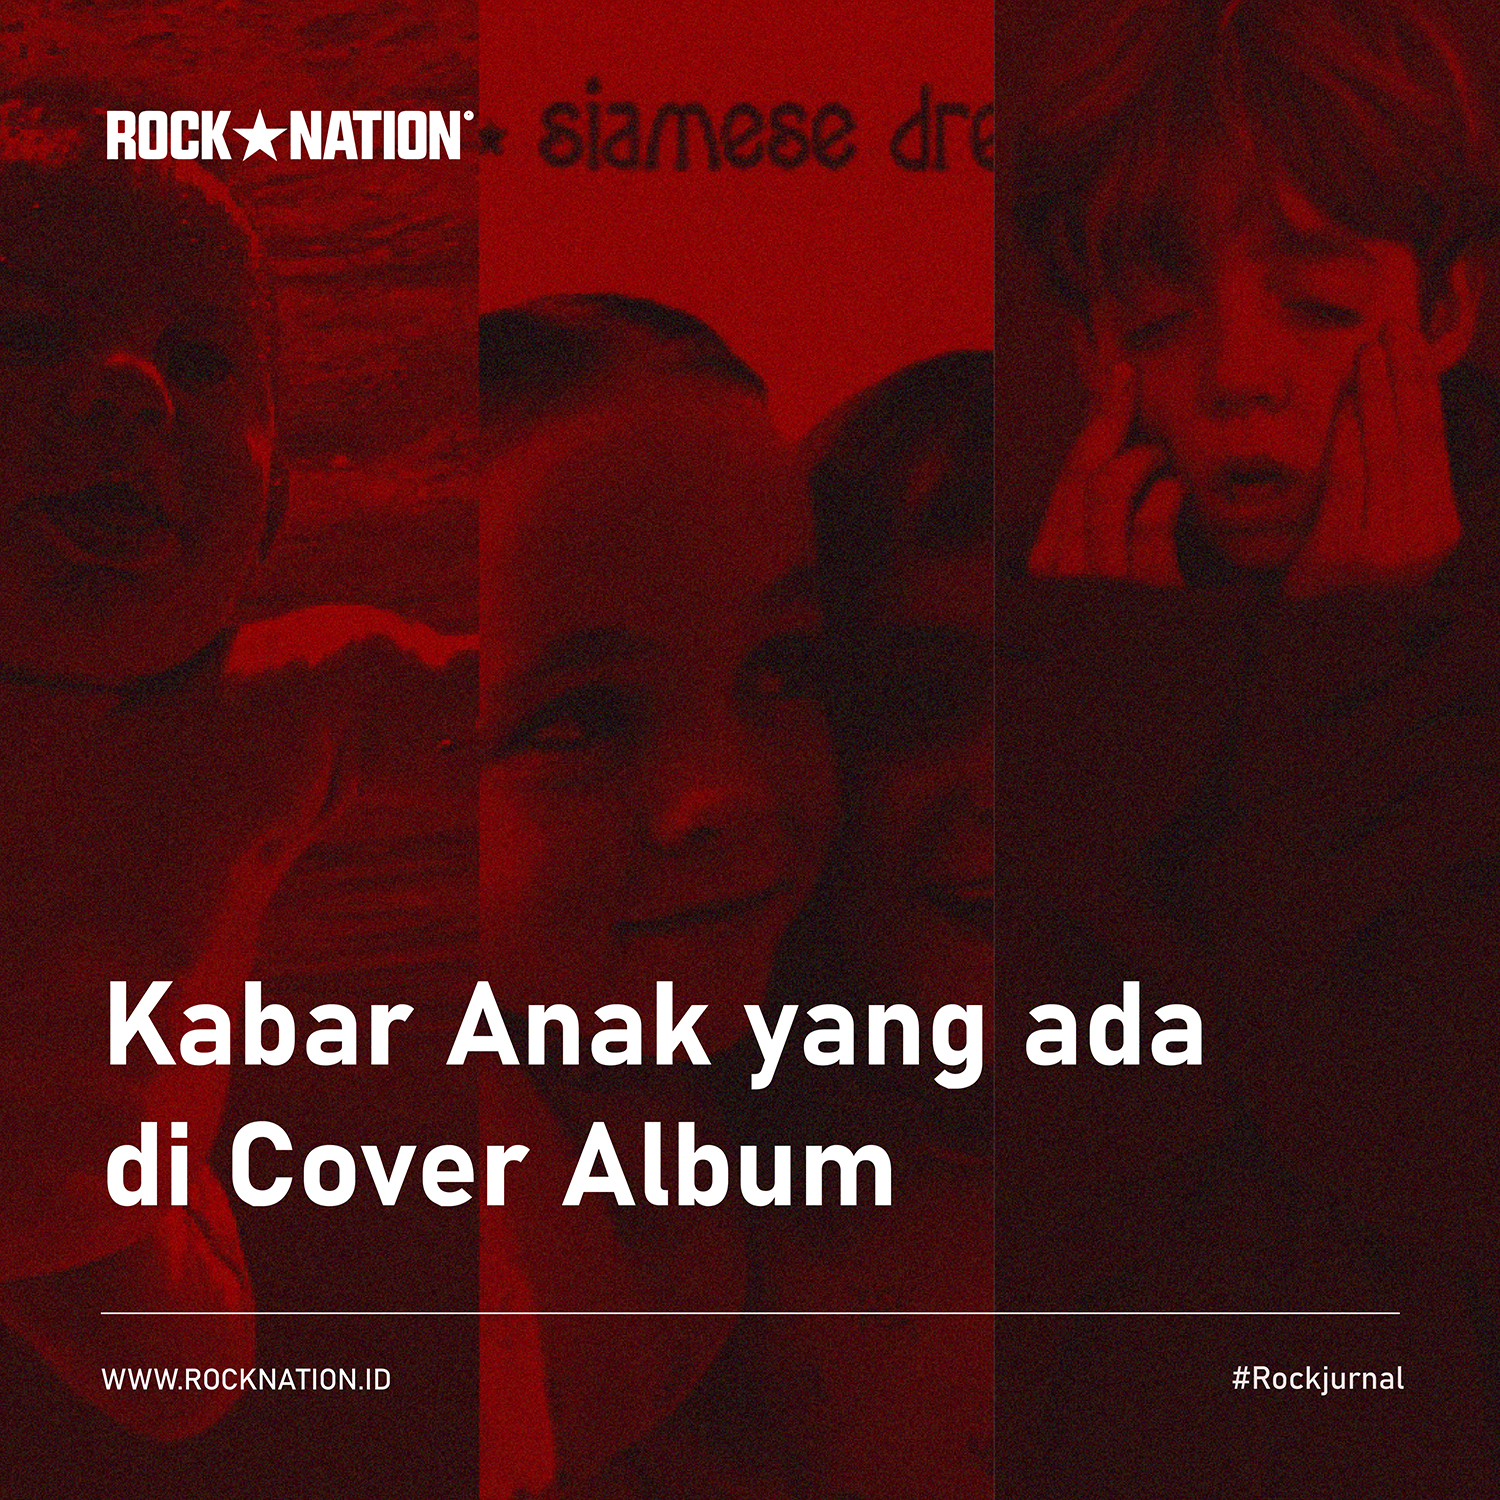 ROCK★NATION
siamese dre
Kabar Anak yang ada
di Cover Album
WWW.ROCKNATION.ID
#Rockjurnal